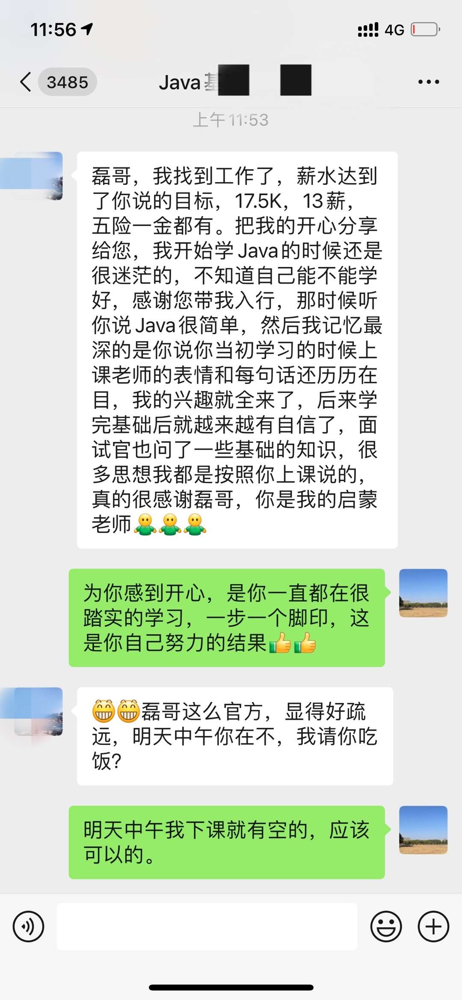 11:56
4G
3485
Java
上午11:53
磊哥，我找到工作了，薪水达到
了你说的目标，17.5K，13薪，
五险一金都有。把我的开心分享
给您，我开始学Java的时候还是
很迷茫的，不知道自己能不能学
好，感谢您带我入行，那时候听
你说Java很简单，然后我记忆最
深的是你说你当初学习的时候上
课老师的表情和每句话还历历在
目，我的兴趣就全来了，后来学
完基础后就越来越有自信了，面
试官也问了一些基础的知识，很
多思想我都是按照你上课说的，
真的很感谢磊哥，你是我的启蒙
老师
为你感到开心，是你一直都在很
踏实的学习，一步一个脚印，这
是你自己努力的结果👍👍
😁😁磊哥这么官方，显得好疏
远，明天中午你在不，我请你吃
饭?
明天中午我下课就有空的，应该
可以的。